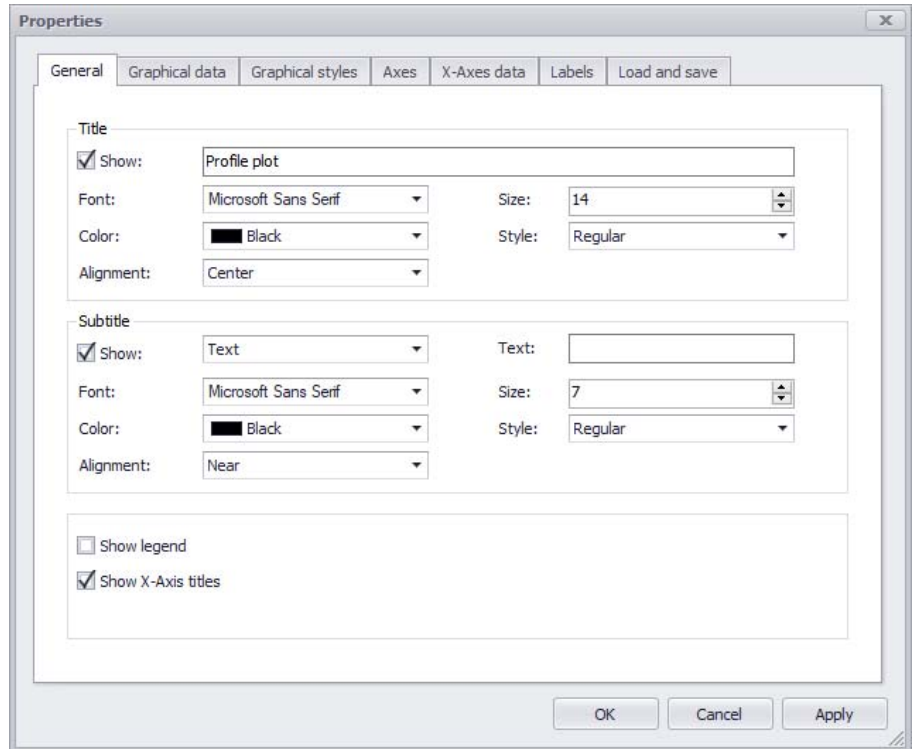 Properties
General Graphical data Graphical styles Axes X-Axes data Labels Load and save
Title
Show: Profile plot
Font: Microsoft Sans Serif Size: 14
Color: Black Style: Regular
Alignment: Center
Subtitle
Show: Text Text:
Font: Microsoft Sans Serif Size: 7
Color: Black Style: Regular
Alignment: Near
Show legend
Show X-Axis titles
OK Cancel Apply